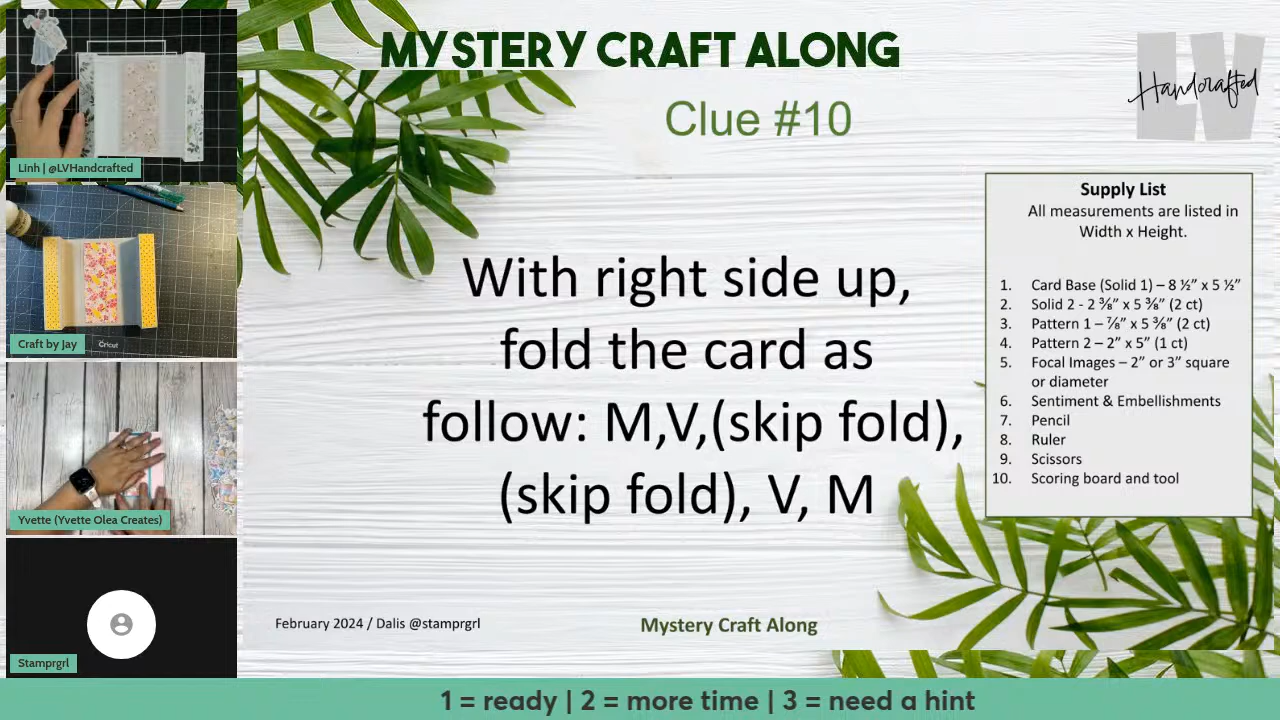 MYSTERY CRAFT ALONG
Clue #10
Handcrafted
With right side up,
fold the card as
follow: M,V,(skip fold),
(skip fold), V, M
Supply List
All measurements are listed in
Width x Height.
1. Card Base (Solid 1) – 8 ½” x 5 ½”
2. Solid 2 - 2 ⅜” x 5 ⅜” (2 ct)
3. Pattern 1 – ⅞” x 5 ⅜” (2 ct)
4. Pattern 2 – 2” x 5” (1 ct)
5. Focal Images – 2” or 3” square
or diameter
6. Sentiment & Embellishments
7. Pencil
8. Ruler
9. Scissors
10. Scoring board and tool
Linh | @LVHandcrafted
Craft by Jay
Cricut
Yvette (Yvette Olea Creates)
Stamprgrl
February 2024 / Dalis @stamprgrl
Mystery Craft Along
1 = ready | 2 = more time | 3 = need a hint